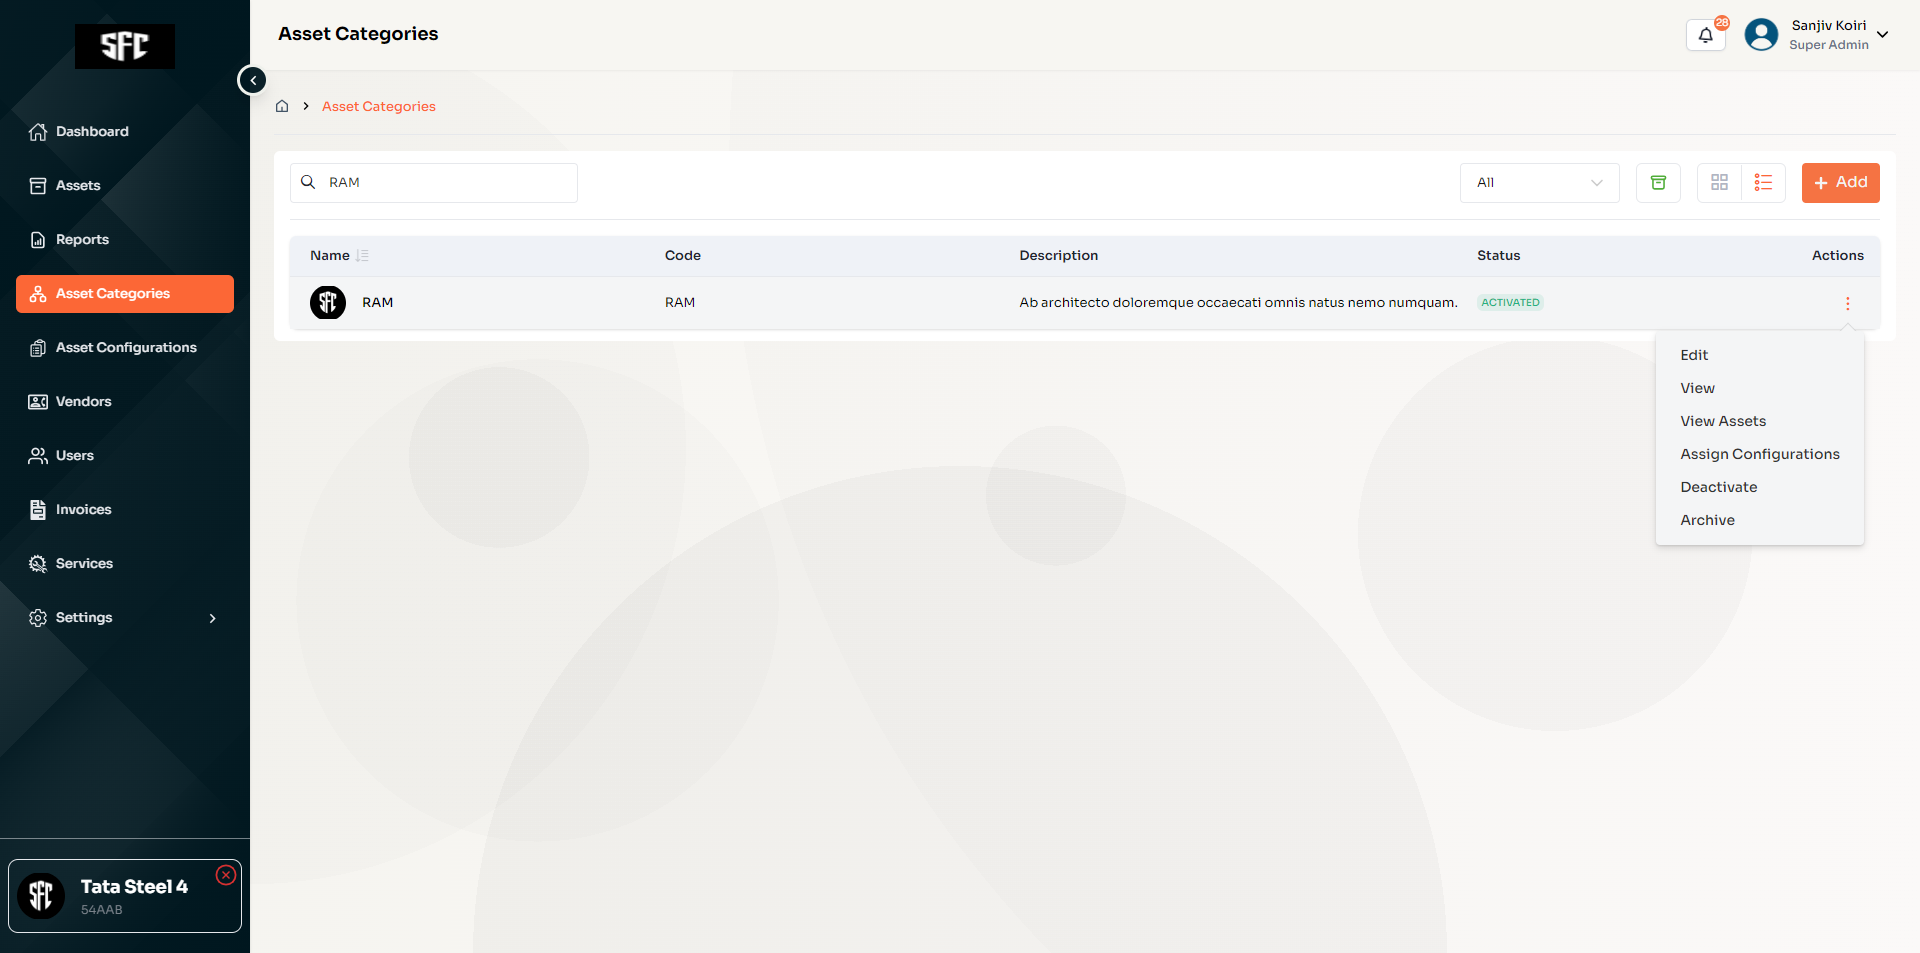 SFC
Dashboard
Assets
Reports
Asset Categories
Asset Configurations
Vendors
Users
Invoices
Services
Settings
SFC
Tata Steel 4
54AAB
Asset Categories
28
Sanjiv Koiri
Super Admin
Asset Categories
RAM
All
Add
Name
Code
Description
Status
Actions
SFC
RAM
RAM
Ab architecto doloremque occaecati omnis natus nemo numquam.
ACTIVATED
Edit
View
View Assets
Assign Configurations
Deactivate
Archive